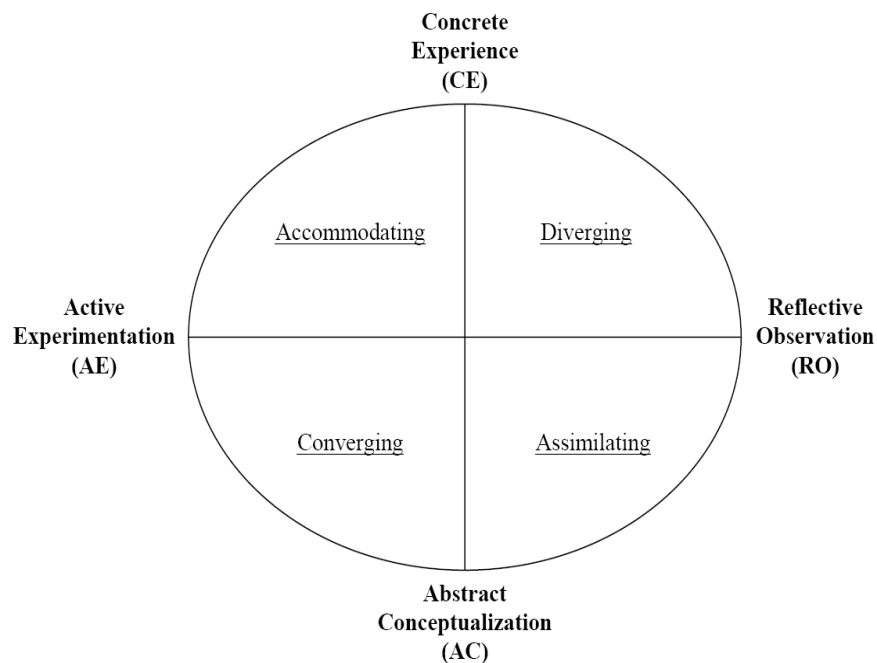 Concrete
Experience
(CE)
Accommodating
Diverging
Active
Experimentation
(AE)
Reflective
Observation
(RO)
Converging
Assimilating
Abstract
Conceptualization
(AC)